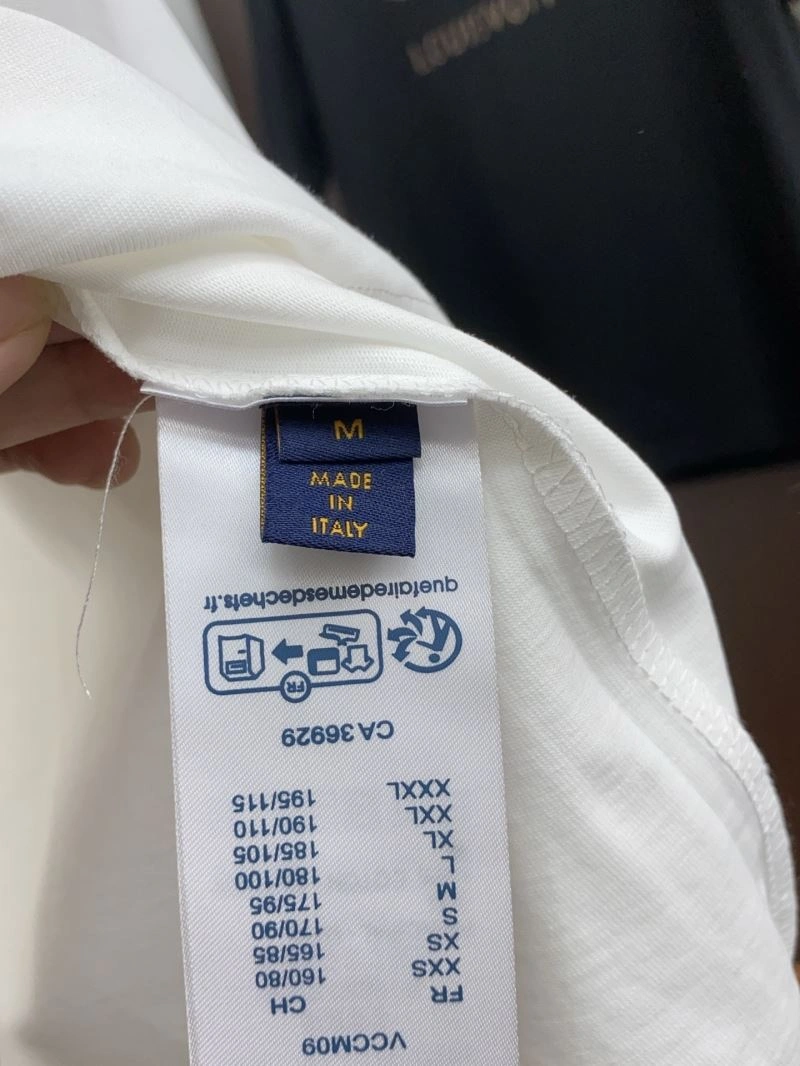 M
MADE
IN
ITALY
VCCM09
FR CH
XXS 160/80
XS 165/85
S 170/90
M 175/95
L 180/100
XL 185/105
XXL 190/110
XXXL 195/115
CA 36929
FR
quefairedemesdechefs.fr